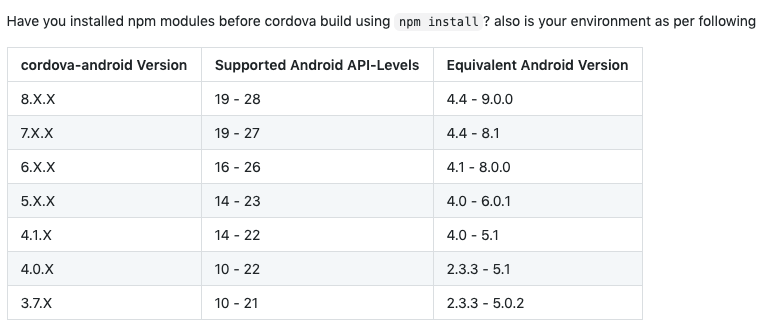 Have you installed npm modules before cordova build using npm install ? also is your environment as per following
cordova-android Version Supported Android API-Levels Equivalent Android Version
8.X.X 19 - 28 4.4 - 9.0.0
7.X.X 19 - 27 4.4 - 8.1
6.X.X 16 - 26 4.1 - 8.0.0
5.X.X 14 - 23 4.0 - 6.0.1
4.1.X 14 - 22 4.0 - 5.1
4.0.X 10 - 22 2.3.3 - 5.1
3.7.X 10 - 21 2.3.3 - 5.0.2